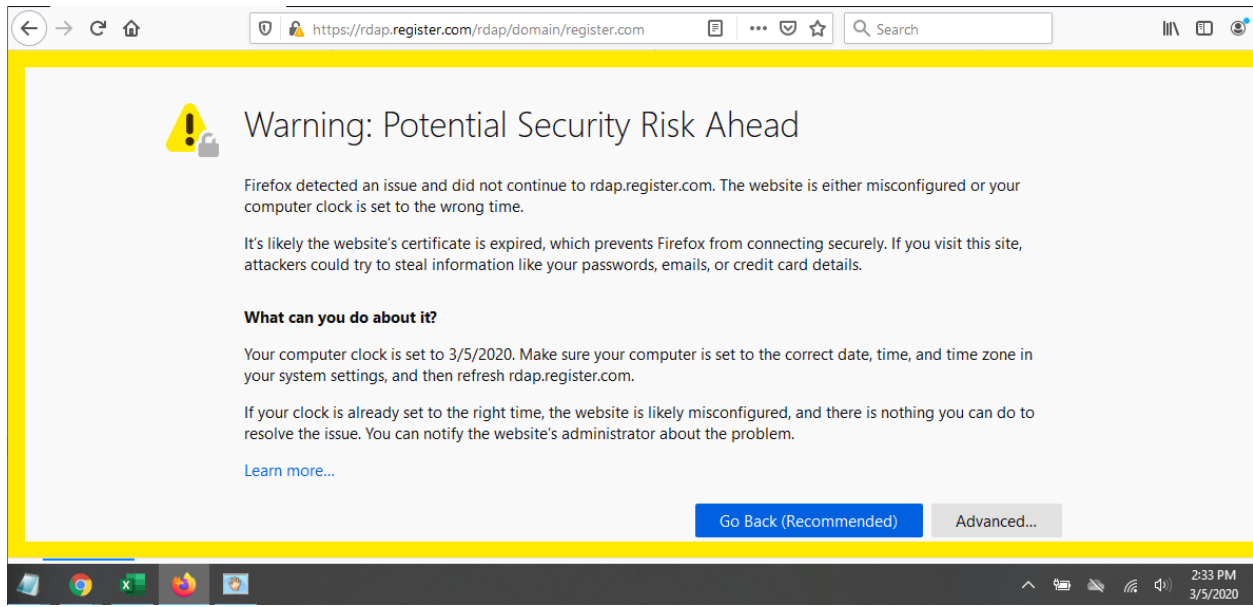 https://rdap.register.com/rdap/domain/register.com
Search
Warning: Potential Security Risk Ahead
Firefox detected an issue and did not continue to rdap.register.com. The website is either misconfigured or your
computer clock is set to the wrong time.
It’s likely the website’s certificate is expired, which prevents Firefox from connecting securely. If you visit this site,
attackers could try to steal information like your passwords, emails, or credit card details.
What can you do about it?
Your computer clock is set to 3/5/2020. Make sure your computer is set to the correct date, time, and time zone in
your system settings, and then refresh rdap.register.com.
If your clock is already set to the right time, the website is likely misconfigured, and there is nothing you can do to
resolve the issue. You can notify the website’s administrator about the problem.
Learn more…
Go Back (Recommended)
Advanced…
2:33 PM
3/5/2020